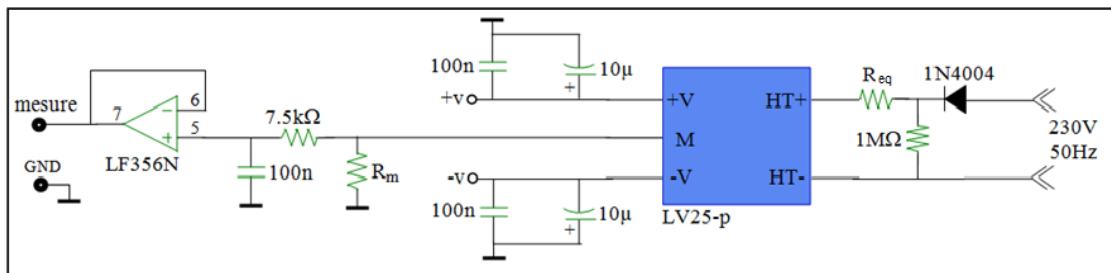 mesure
7
6
5
LF356N
GND
7.5kΩ
100n
Rm
100n
10µ
+
+v
-v
100n
10µ
+
+V
HT+
M
-V
HT-
LV25-p
Req
1N4004
1MΩ
230V
50Hz